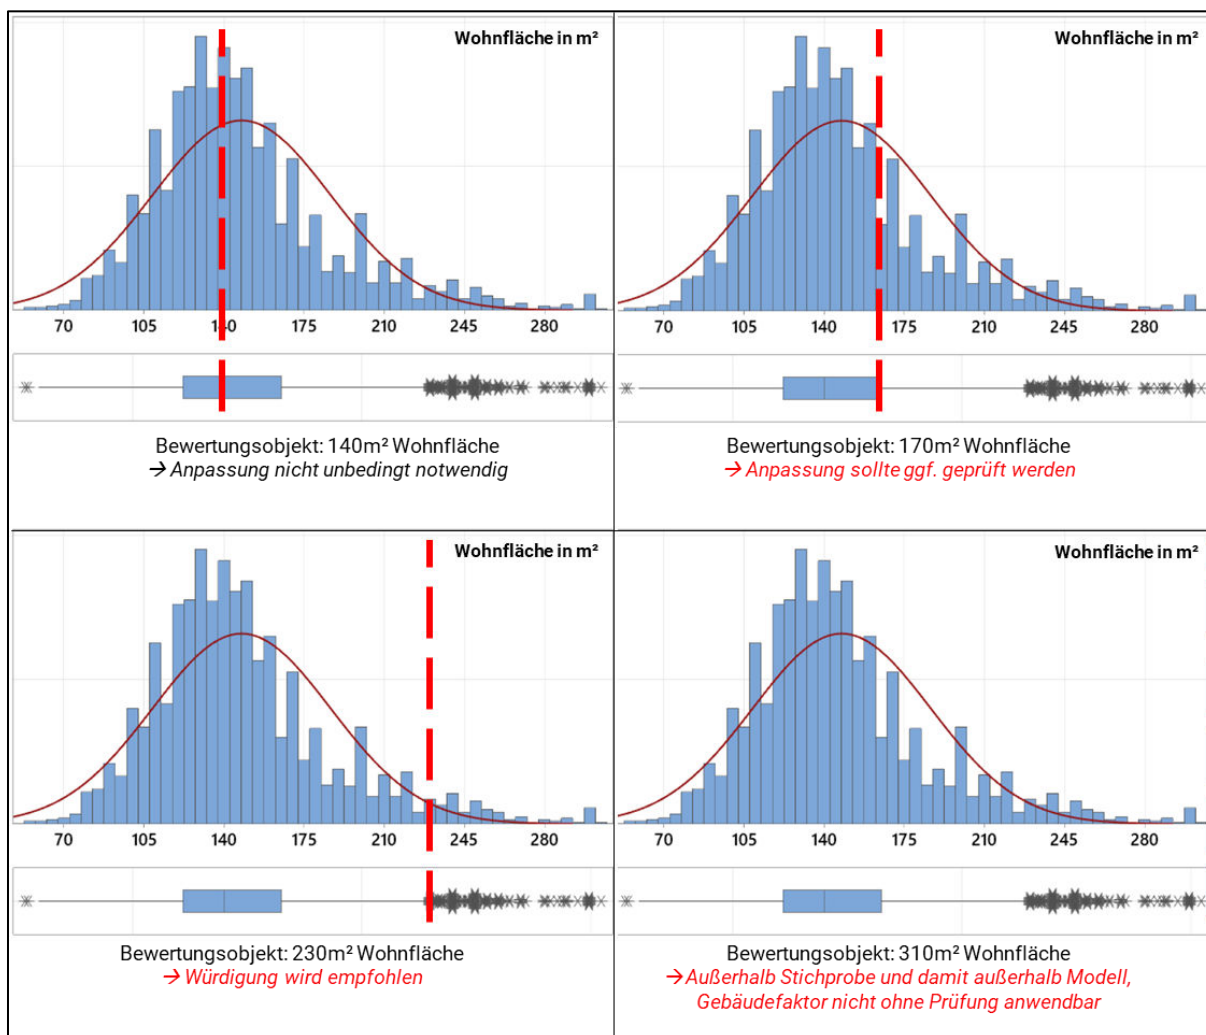 Wohnfläche in m²
70 105 140 175 210 245 280
Bewertungsobjekt: 140m² Wohnfläche
→ Anpassung nicht unbedingt notwendig
Wohnfläche in m²
70 105 140 175 210 245 280
Bewertungsobjekt: 170m² Wohnfläche
→ Anpassung sollte ggf. geprüft werden
Wohnfläche in m²
70 105 140 175 210 245 280
Bewertungsobjekt: 230m² Wohnfläche
→ Würdigung wird empfohlen
Wohnfläche in m²
70 105 140 175 210 245 280
Bewertungsobjekt: 310m² Wohnfläche
→ Außerhalb Stichprobe und damit außerhalb Modell,
Gebäudefaktor nicht ohne Prüfung anwendbar